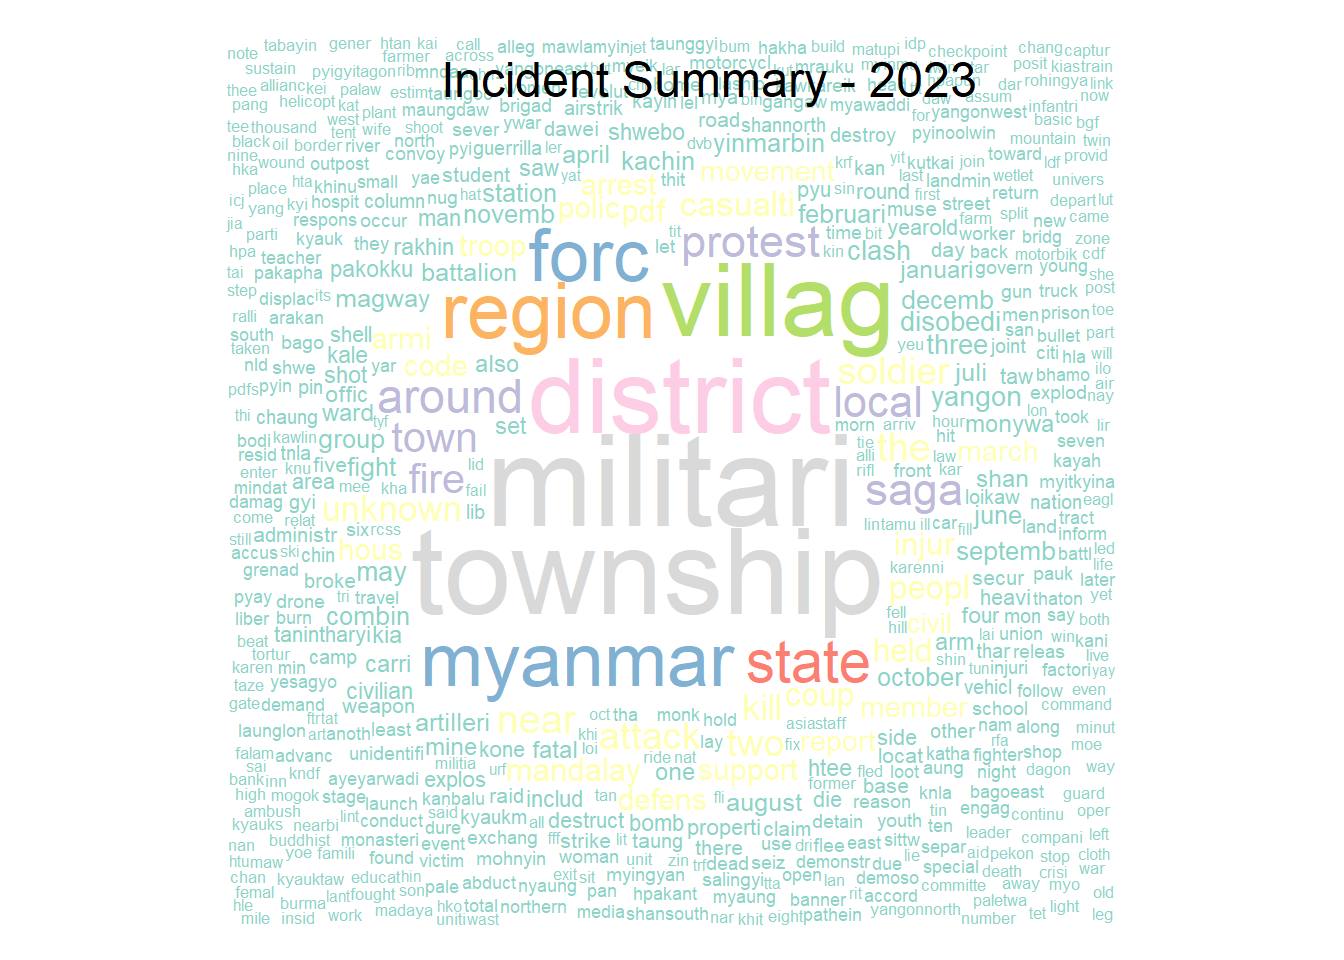 Incident Summary - 2023
note tabayin gener htan kai call alleg mawlamyin jet taunggyi bum hakha build matupi idp checkpoint chang captur
sustain farmer across motorcycl mrauku posit kiastrain
thee allianc kei palaw estim brigad airstrik kayin lel mya gangaw myawaddi daw assum dar rohingya link
pang helicopt kat plant maungdaw ywar dawei shwebo road shannorth destroy for yangonwest infantri now
tee thousand west wife shoot sever pyinoolwin basic bgf
black oil tent border river north convoy pyi guerrilla ler april kachin dvb yinmarbin krf kan yit kutkai join toward mountain twin
nine wound outpost yae student saw yat arrest thit movement last landmin wetlet ldf provid
hka place hta khinu small nug hat station polic pdf casualti pyu sin round first street return univers
icj yang kyi hospit column man novemb februari muse yearold farm split new depart lut
jia respons occur forc tit protest time bit worker bridg came
parti kyauk they rakhin troop let kin clash day back motorbik cdf zone
hpa teacher pakokku battalion villag januari govern young she
tai pakapha region decemb gun truck post
step displac its magway men prison toe
ralli arakan shell armi disobedi san bullet part
south bago kale code also yeu three joint citi hla will
taken nld shwe shot yar district soldier juli taw bhamo ilo air
pdfs pyin pin offic around local yangon explod nay
thi chaung ward tyf set morn arriv hour lon took lir
bodi kawlin group town tie the hit monywa seven
resid tnla five fight lid alli law march kayah
enter knu area mee kha fire fail militari rifl front kar shan myitkyina
mindat gyi saga loikaw nation eagl
damag unknown lib june tract
come relat six rcss lintamu ill car fill land inform
still administr injur septemb battl led
accus ski chin hous township karenni life
grenad broke may peopl secur pauk later
pyay drone tri travel heavi thaton yet
liber burn combin fell civil four mon say both
beat tanintharyi kia hill arm lai union win kani
tortur camp myanmar state held shin thar releas live
karen min carri tun injuri factori yay
taze yesagyo civilian kill coup october vehicl follow even
gate demand weapon member school command
ftrtat artilleri near oct tha monk hold asiastaff nam along minut
launglon art anoth least khi attack lay two fix report side other rfa
falam advanc unidentifi mine kone fatal loi locat katha fighter shop moe
sai militia ride nat fled loot aung night dagon way
bank inn kndf ayeyarwadi explos urf mandalay one support htee former base
high mogok stage launch kanbalu raid includ tan defens fli august die reason knla bagoeast guard
ambush tin engag continu oper
kyauks nearbi lint conduct said dure kyaukm all destruct bomb properti claim detain youth ten leader compani left
nan buddhist monasteri event exchang fff strike lit taung there use dri flee east sittw separ aid pekon stop cloth
htu maw yoe famili found victim mohnyin woman unit zin trf dead seiz demonstr due lie special death crisi war
chan kyauktaw educ athin exit sit myingyan salingyi tta open lan demoso committe away myo
femal lant fought son pale abduct nyaung pan hpakant myaung banner rit accord paletwa old
hle burma hko total northern media shansouth nar khit eight pathein yangonnorth number tet light leg
mile insid work madaya unitiwast